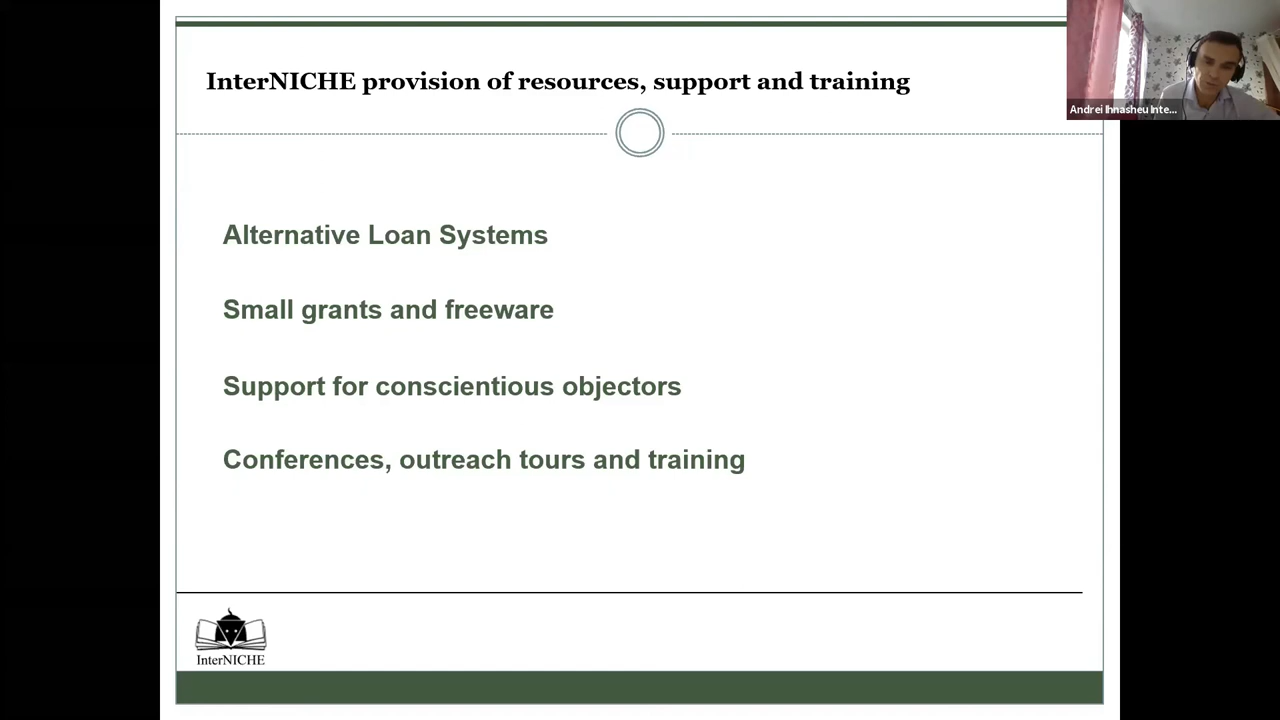 InterNICHE provision of resources, support and training
Andrei Ihnasheu Inte...
Alternative Loan Systems
Small grants and freeware
Support for conscientious objectors
Conferences, outreach tours and training
InterNICHE